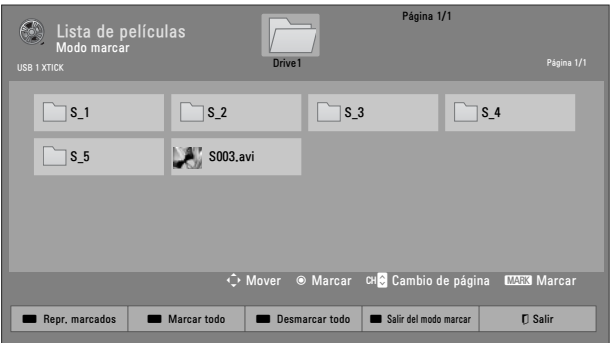 Página 1/1
Lista de películas
Modo marcar
USB 1 XTICK
Drive1
Página 1/1
S_1 S_2 S_3 S_4
S_5 S003.avi
Mover Marcar CH Cambio de página MARK Marcar
Repr. marcados Marcar todo Desmarcar todo Salir del modo marcar Salir